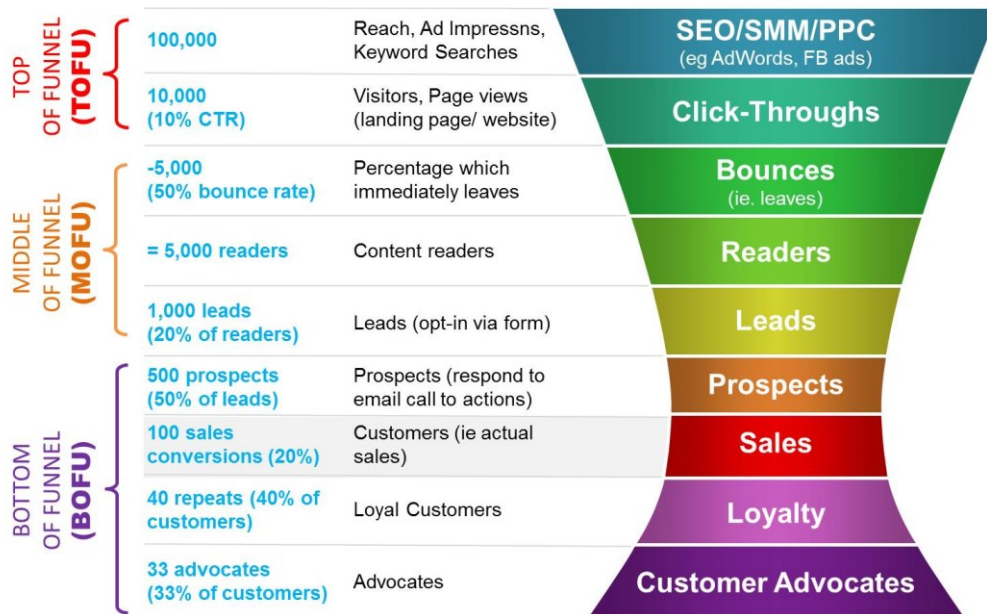 TOP
OF FUNNEL
(TOFU)
100,000
Reach, Ad Impressns,
Keyword Searches
SEO/SMM/PPC
(eg AdWords, FB ads)
10,000
(10% CTR)
Visitors, Page views
(landing page/ website)
Click-Throughs
MIDDLE
OF FUNNEL
(MOFU)
-5,000
(50% bounce rate)
Percentage which
immediately leaves
Bounces
(ie. leaves)
= 5,000 readers
Content readers
Readers
1,000 leads
(20% of readers)
Leads (opt-in via form)
Leads
BOTTOM
OF FUNNEL
(BOFU)
500 prospects
(50% of leads)
Prospects (respond to
email call to actions)
Prospects
100 sales
conversions (20%)
Customers (ie actual
sales)
Sales
40 repeats (40% of
customers)
Loyal Customers
Loyalty
33 advocates
(33% of customers)
Advocates
Customer Advocates